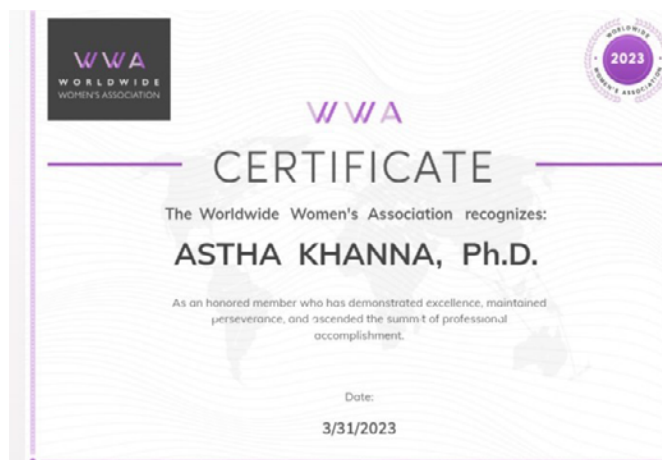 WWA
WORLDWIDE
WOMEN'S ASSOCIATION
WORLDWIDE
2023
WOMEN'S ASSOCIATION
WWA
CERTIFICATE
The Worldwide Women's Association recognizes:
ASTHA KHANNA, Ph.D.
As an honored member who has demonstrated excellence, maintained
perseverance, and ascended the summit of professional
accomplishment.
Date:
3/31/2023